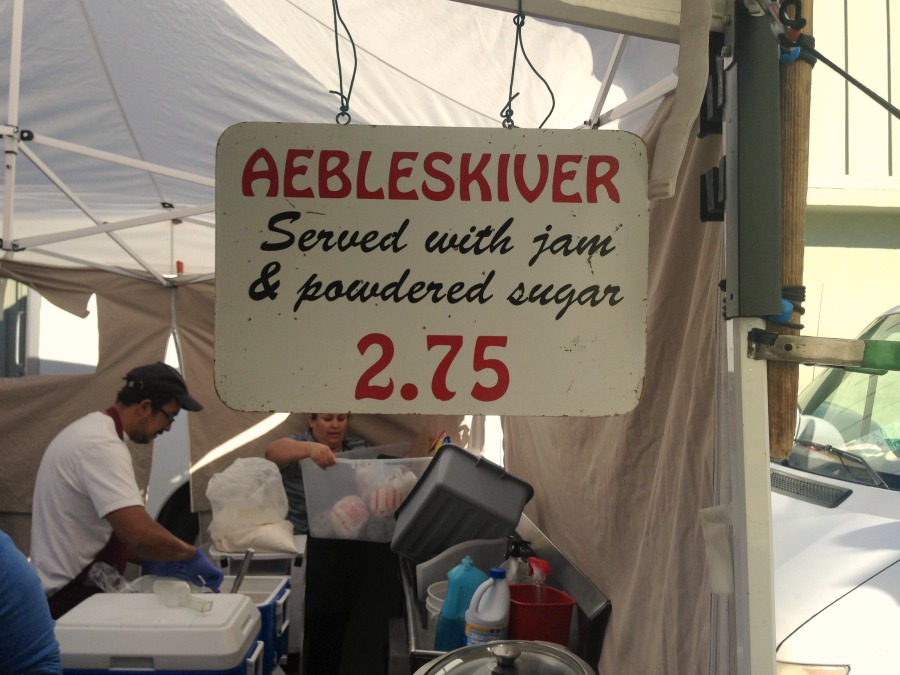 AEBLESKIVER
Served with jam
& powdered sugar
2.75